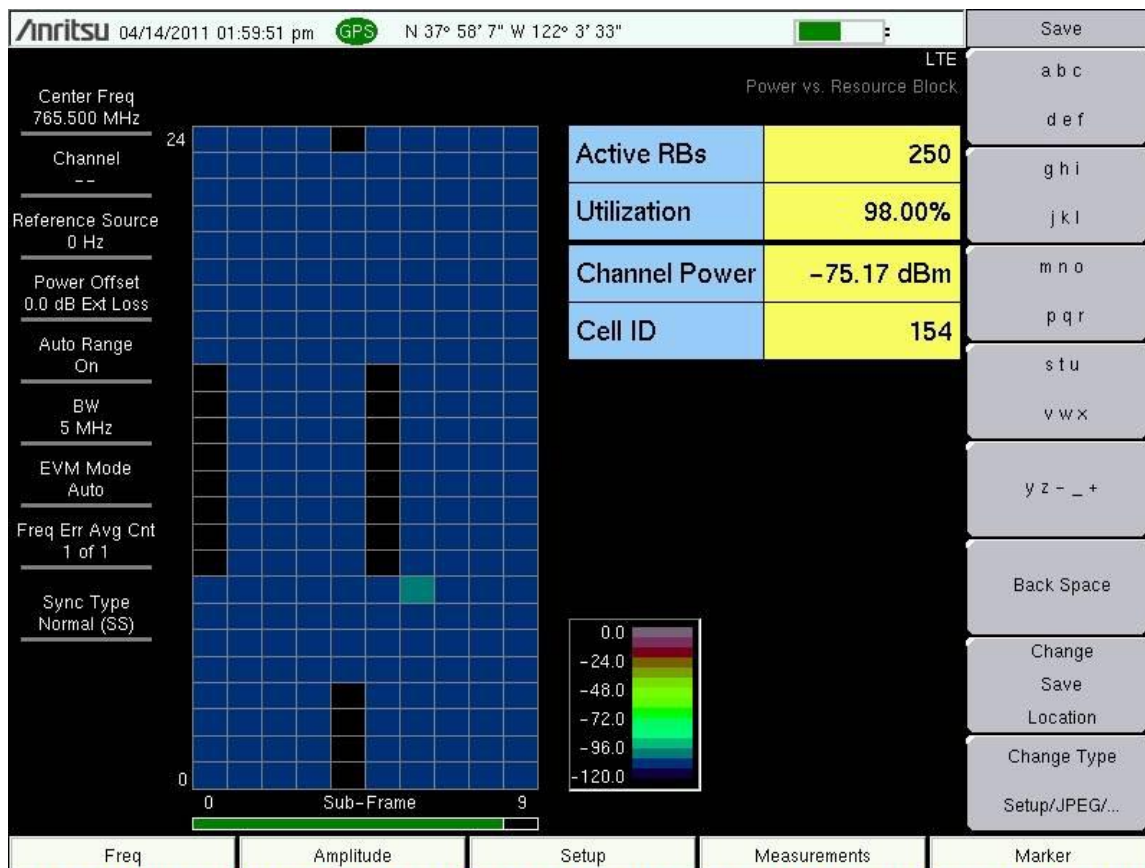 Anritsu 04/14/2011 01:59:51 pm GPS N 37° 58' 7" W 122° 3' 33"
Save
LTE
Power vs. Resource Block
Center Freq
765.500 MHz
Channel
--
Reference Source
0 Hz
Power Offset
0.0 dB Ext Loss
Auto Range
On
BW
5 MHz
EVM Mode
Auto
Freq Err Avg Cnt
1 of 1
Sync Type
Normal (SS)
24
0
0 Sub-Frame 9
Active RBs 250
Utilization 98.00%
Channel Power -75.17 dBm
Cell ID 154
0.0
-24.0
-48.0
-72.0
-96.0
-120.0
a b c
d e f
g h i
j k l
m n o
p q r
s t u
v w x
y z - _ +
Back Space
Change
Save
Location
Change Type
Setup/JPEG/...
Freq Amplitude Setup Measurements Marker